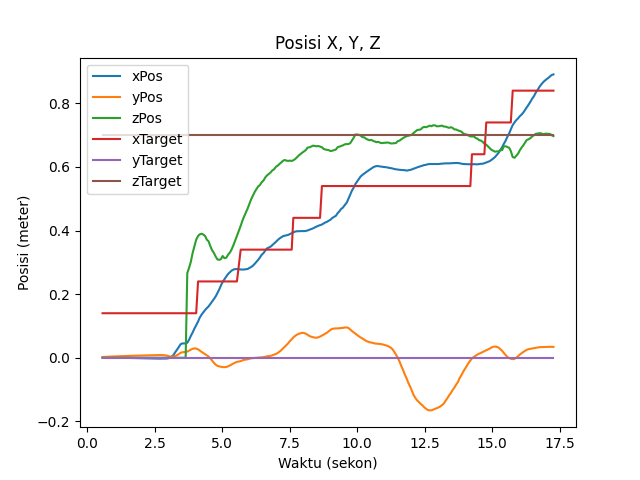 Posisi X, Y, Z
xPos
yPos
zPos
xTarget
yTarget
zTarget
Posisi (meter)
0.8
0.6
0.4
0.2
0.0
−0.2
0.0 2.5 5.0 7.5 10.0 12.5 15.0 17.5
Waktu (sekon)